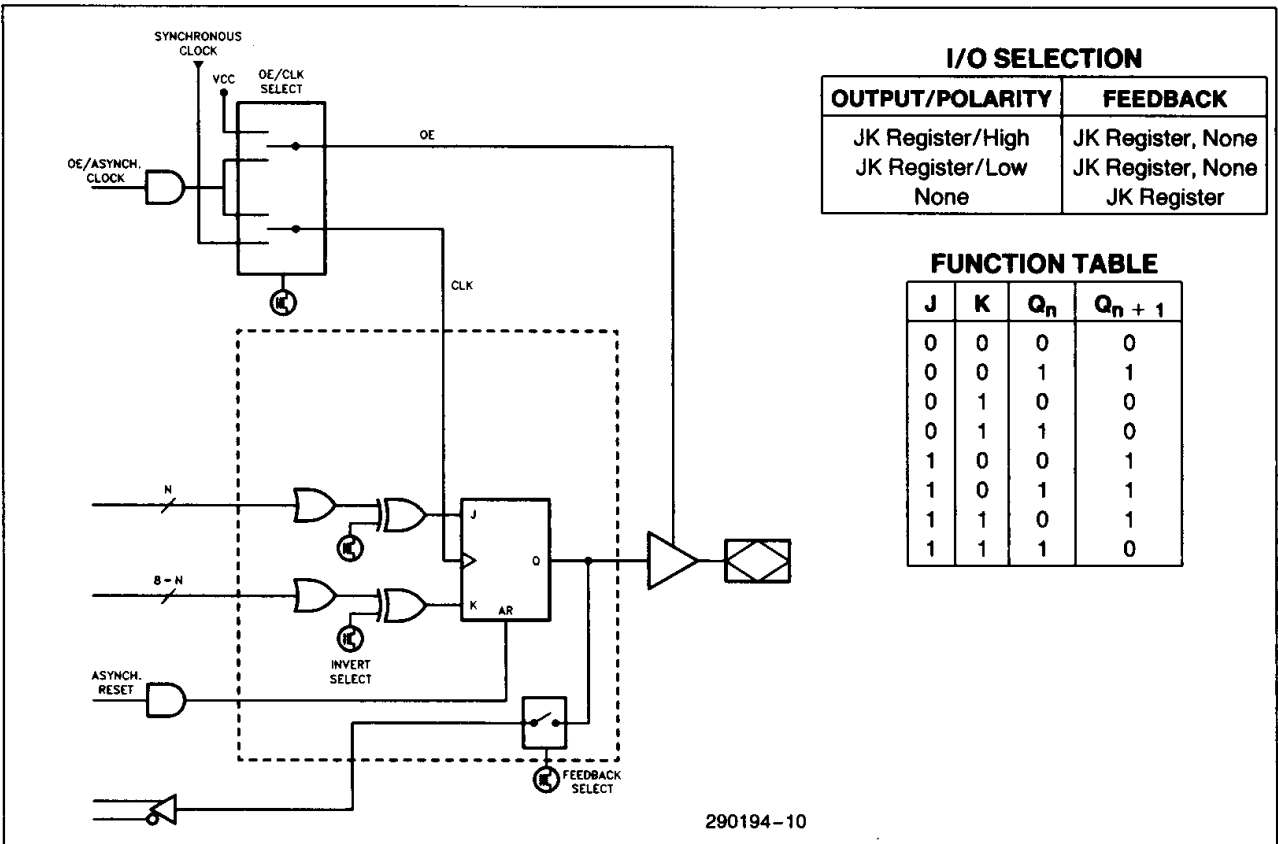 SYNCHRONOUS
CLOCK
VCC
OE/CLK
SELECT
OE
OE/ASYNCH.
CLOCK
CLK
N
J
Q
8-N
K
AR
INVERT
SELECT
ASYNCH.
RESET
FEEDBACK
SELECT
290194-10
I/O SELECTION
OUTPUT/POLARITY FEEDBACK
JK Register/High JK Register, None
JK Register/Low JK Register, None
None JK Register
FUNCTION TABLE
J K Qn Qn + 1
0 0 0 0
0 0 1 1
0 1 0 0
0 1 1 0
1 0 0 1
1 0 1 1
1 1 0 1
1 1 1 0